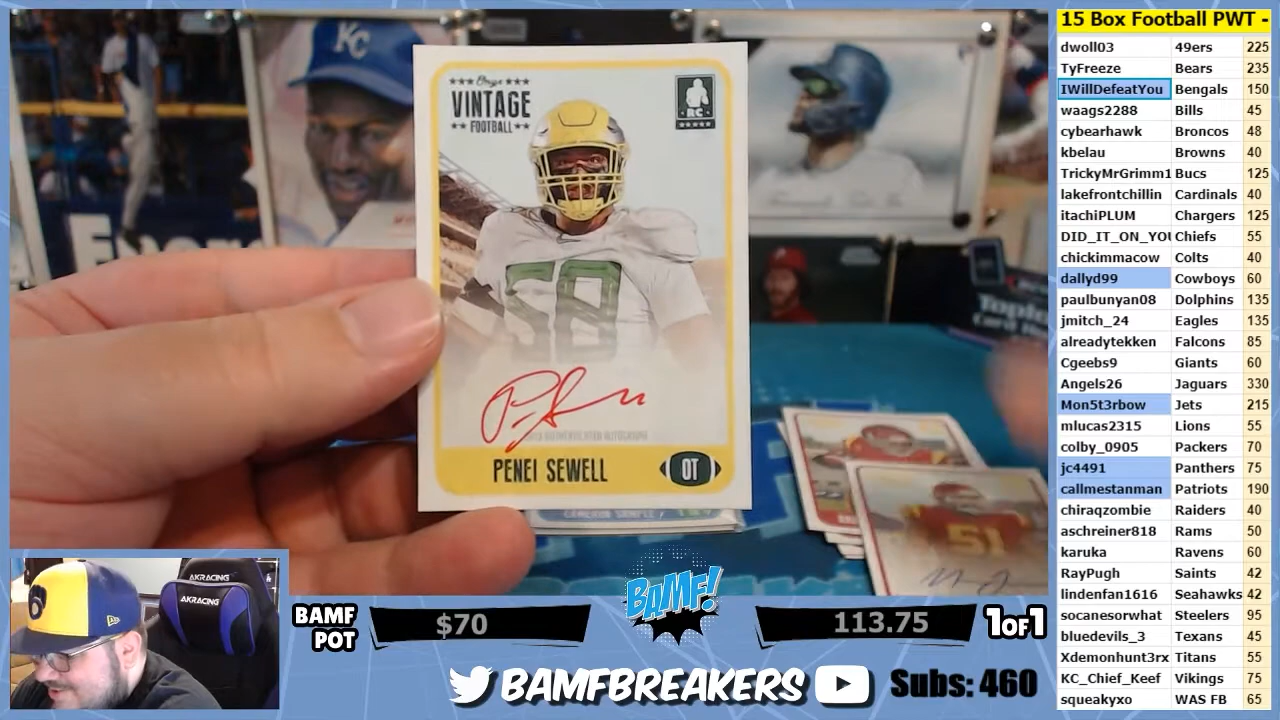 15 Box Football PWT -
dwoll03 49ers 225
TyFreeze Bears 235
IWillDefeatYou Bengals 150
waags2288 Bills 45
cybearhawk Broncos 48
kbelau Browns 40
TrickyMrGrimm1 Bucs 125
lakefrontchillin Cardinals 40
itachiPLUM Chargers 125
DID_IT_ON_YOU Chiefs 55
chickimmacow Colts 40
dallyd99 Cowboys 60
paulbunyan08 Dolphins 135
jmitch_24 Eagles 135
alreadytekken Falcons 85
Cgeebs9 Giants 60
Angels26 Jaguars 330
Mon5t3rbow Jets 215
mlucas2315 Lions 55
colby_0905 Packers 70
jc4491 Panthers 75
callmestanman Patriots 190
chiraqzombie Raiders 40
aschreiner818 Rams 50
karuka Ravens 60
RayPugh Saints 42
lindenfan1616 Seahawks 42
socanesorwhat Steelers 95
bluedevils_3 Texans 45
Xdemonhunt3rx Titans 55
KC_Chief_Keef Vikings 75
squeakyxo WAS FB 65
KC
Onyx
VINTAGE
FOOTBALL
RC
58
PENEI SEWELL
OT
51
AKRACING
AKRACING
BAMF
POT
$70
BAMF!
113.75
1OF1
BAMFBREAKERS
Subs: 460